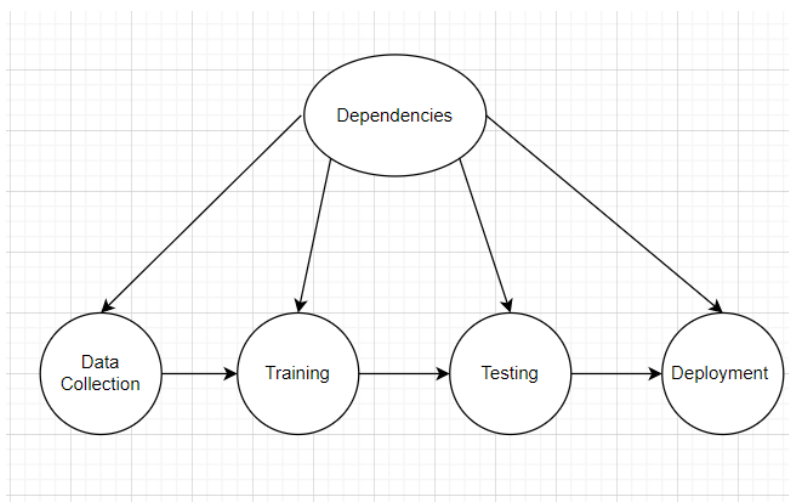 Dependencies
Data
Collection
Training
Testing
Deployment